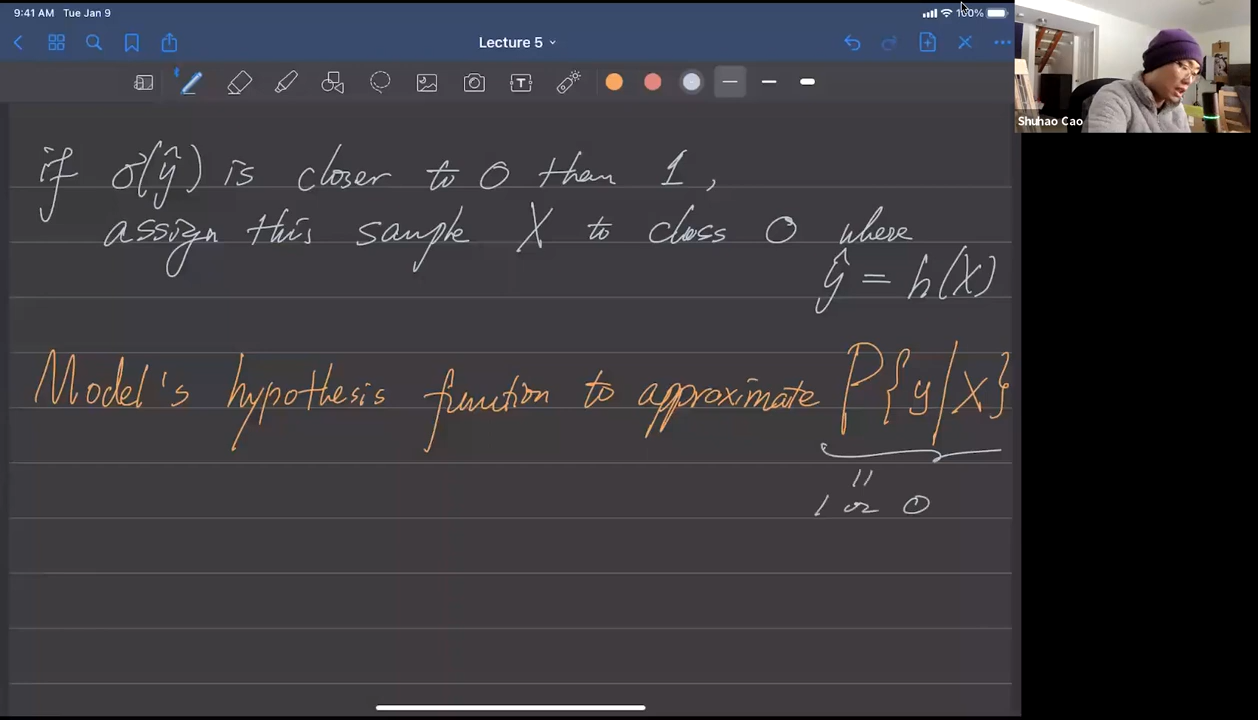 9:41 AM Tue Jan 9
100%
Lecture 5
Shuhao Cao
if σ(ŷ) is closer to 0 than 1,
assign this sample X to class 0 where
ŷ = h(X)
Model's hypothesis function to approximate P{y|X}
"
1 or 0